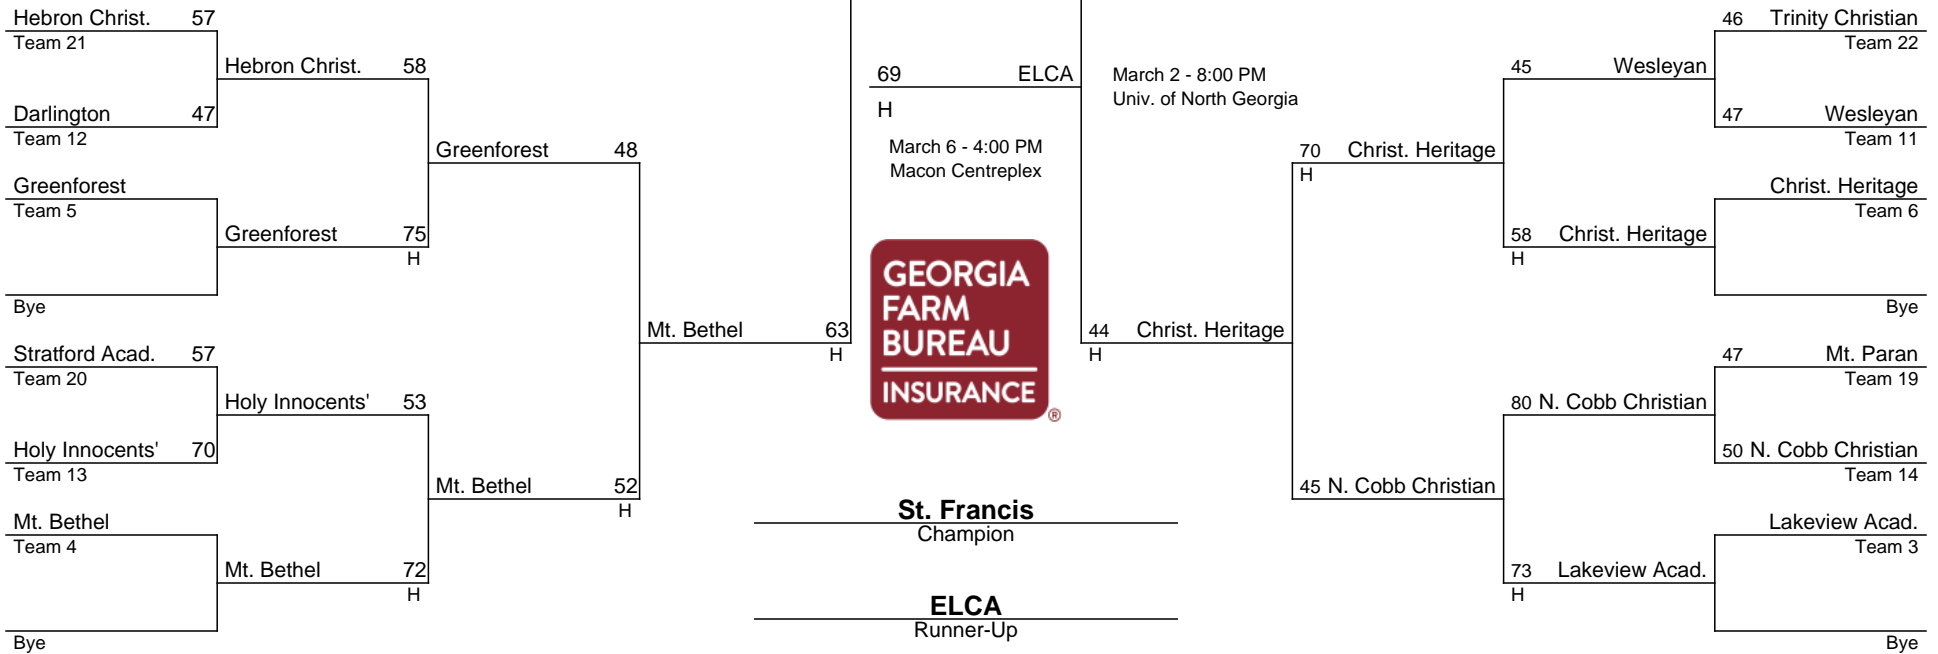 Hebron Christ. 57
Team 21
Hebron Christ. 58
Darlington 47
Team 12
Greenforest 48
Greenforest
Team 5
Greenforest 75
H
Bye
Mt. Bethel 63
H
Stratford Acad. 57
Team 20
Holy Innocents' 53
Holy Innocents' 70
Team 13
Mt. Bethel 52
H
Mt. Bethel
Team 4
Mt. Bethel 72
H
Bye
69 ELCA
H
March 6 - 4:00 PM
Macon Centreplex
March 2 - 8:00 PM
Univ. of North Georgia
GEORGIA
FARM
BUREAU
INSURANCE
®
St. Francis
Champion
ELCA
Runner-Up
46 Trinity Christian
Team 22
45 Wesleyan
47 Wesleyan
Team 11
70 Christ. Heritage
H
Christ. Heritage
Team 6
58 Christ. Heritage
H
Bye
44 Christ. Heritage
H
47 Mt. Paran
Team 19
80 N. Cobb Christian
50 N. Cobb Christian
Team 14
45 N. Cobb Christian
Lakeview Acad.
Team 3
73 Lakeview Acad.
H
Bye